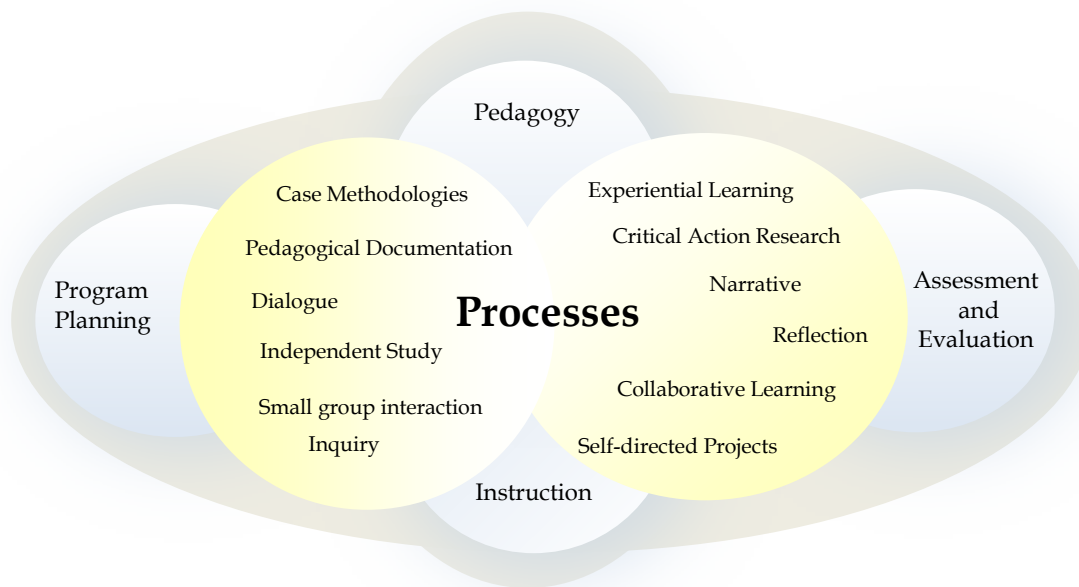 Pedagogy
Program
Planning
Case Methodologies
Pedagogical Documentation
Dialogue
Independent Study
Small group interaction
Inquiry
Processes
Experiential Learning
Critical Action Research
Narrative
Reflection
Collaborative Learning
Self-directed Projects
Assessment
and
Evaluation
Instruction